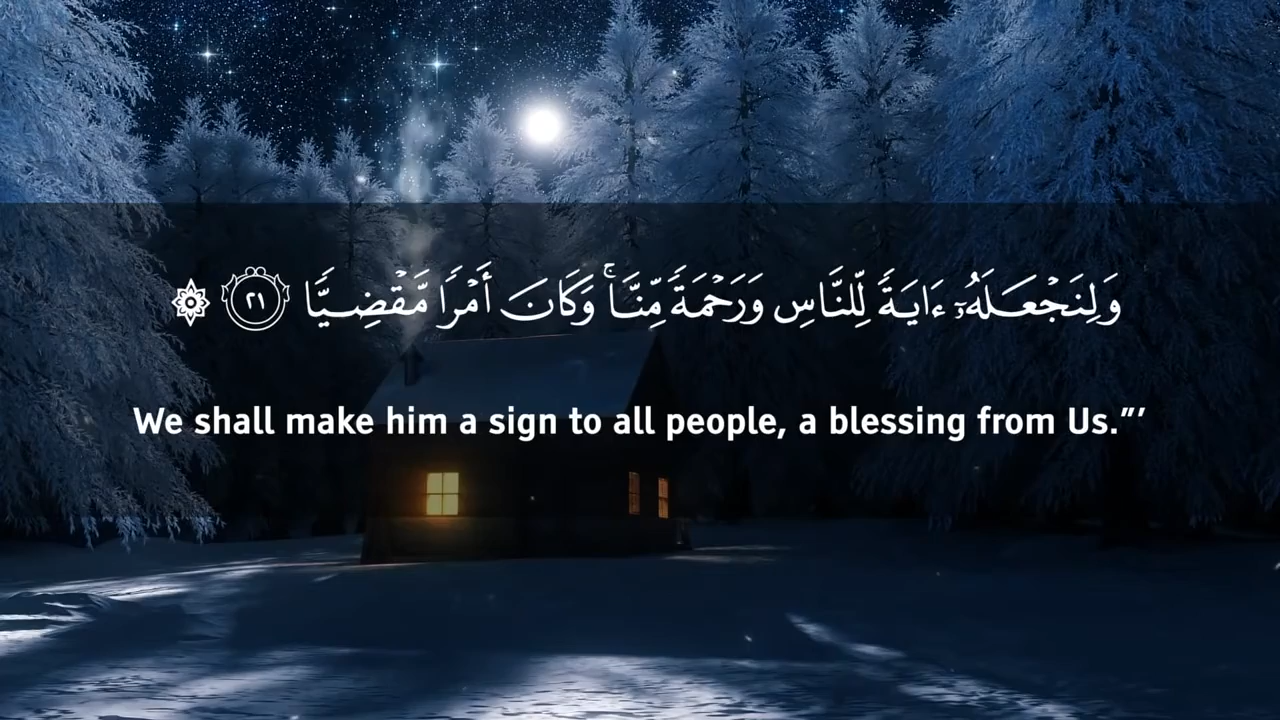 وَلِنَجْعَلَهُۥٓ ءَايَةً لِّلنَّاسِ وَرَحْمَةً مِّنَّا ۚ وَكَانَ أَمْرًا مَّقْضِيًّا ٢١ ۞
We shall make him a sign to all people, a blessing from Us.”’